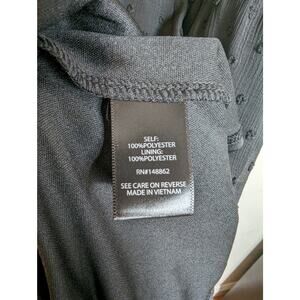 SELF:
100%POLYESTER
LINING:
100%POLYESTER
RN#148862
SEE CARE ON REVERSE
MADE IN VIETNAM